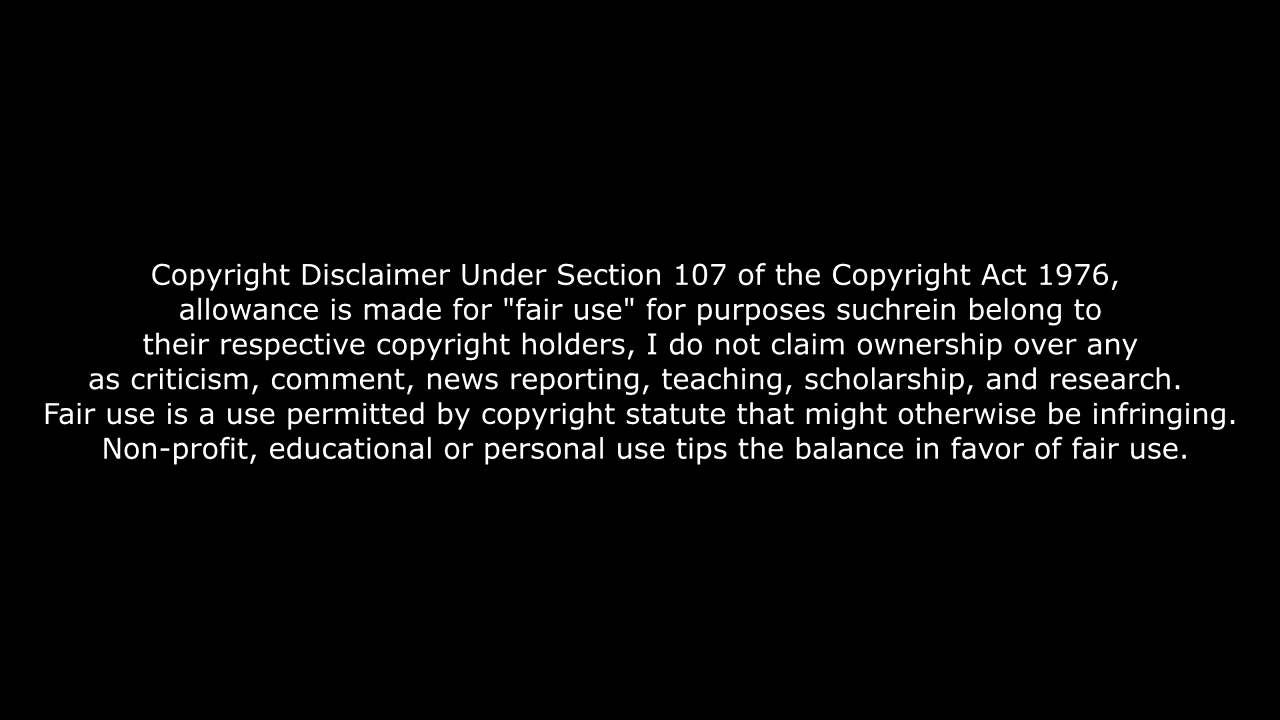 Copyright Disclaimer Under Section 107 of the Copyright Act 1976,
allowance is made for "fair use" for purposes suchrein belong to
their respective copyright holders, I do not claim ownership over any
as criticism, comment, news reporting, teaching, scholarship, and research.
Fair use is a use permitted by copyright statute that might otherwise be infringing.
Non-profit, educational or personal use tips the balance in favor of fair use.